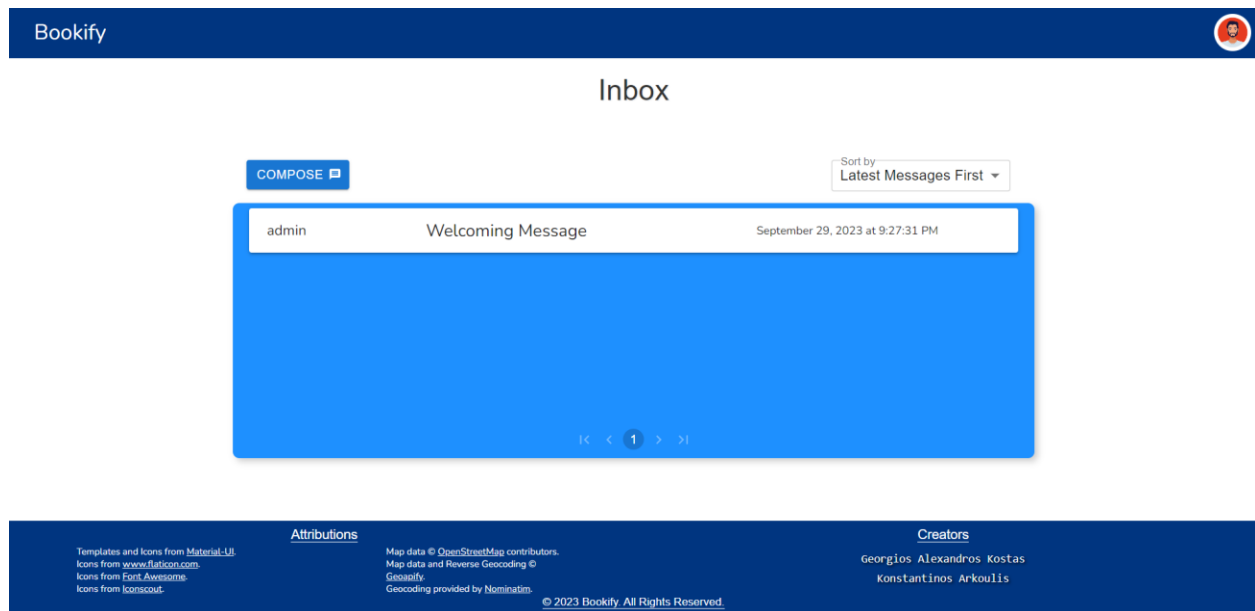 Bookify
Inbox
COMPOSE
Sort by
Latest Messages First
admin Welcoming Message September 29, 2023 at 9:27:31 PM
1
Attributions
Templates and Icons from Material-UI.
Icons from www.flaticon.com.
Icons from Font Awesome.
Icons from Iconscout.
Map data © OpenStreetMap contributors.
Map data and Reverse Geocoding ©
Geoapify.
Geocoding provided by Nominatim.
Creators
Georgios Alexandros Kostas
Konstantinos Arkoulis
© 2023 Bookify. All Rights Reserved.